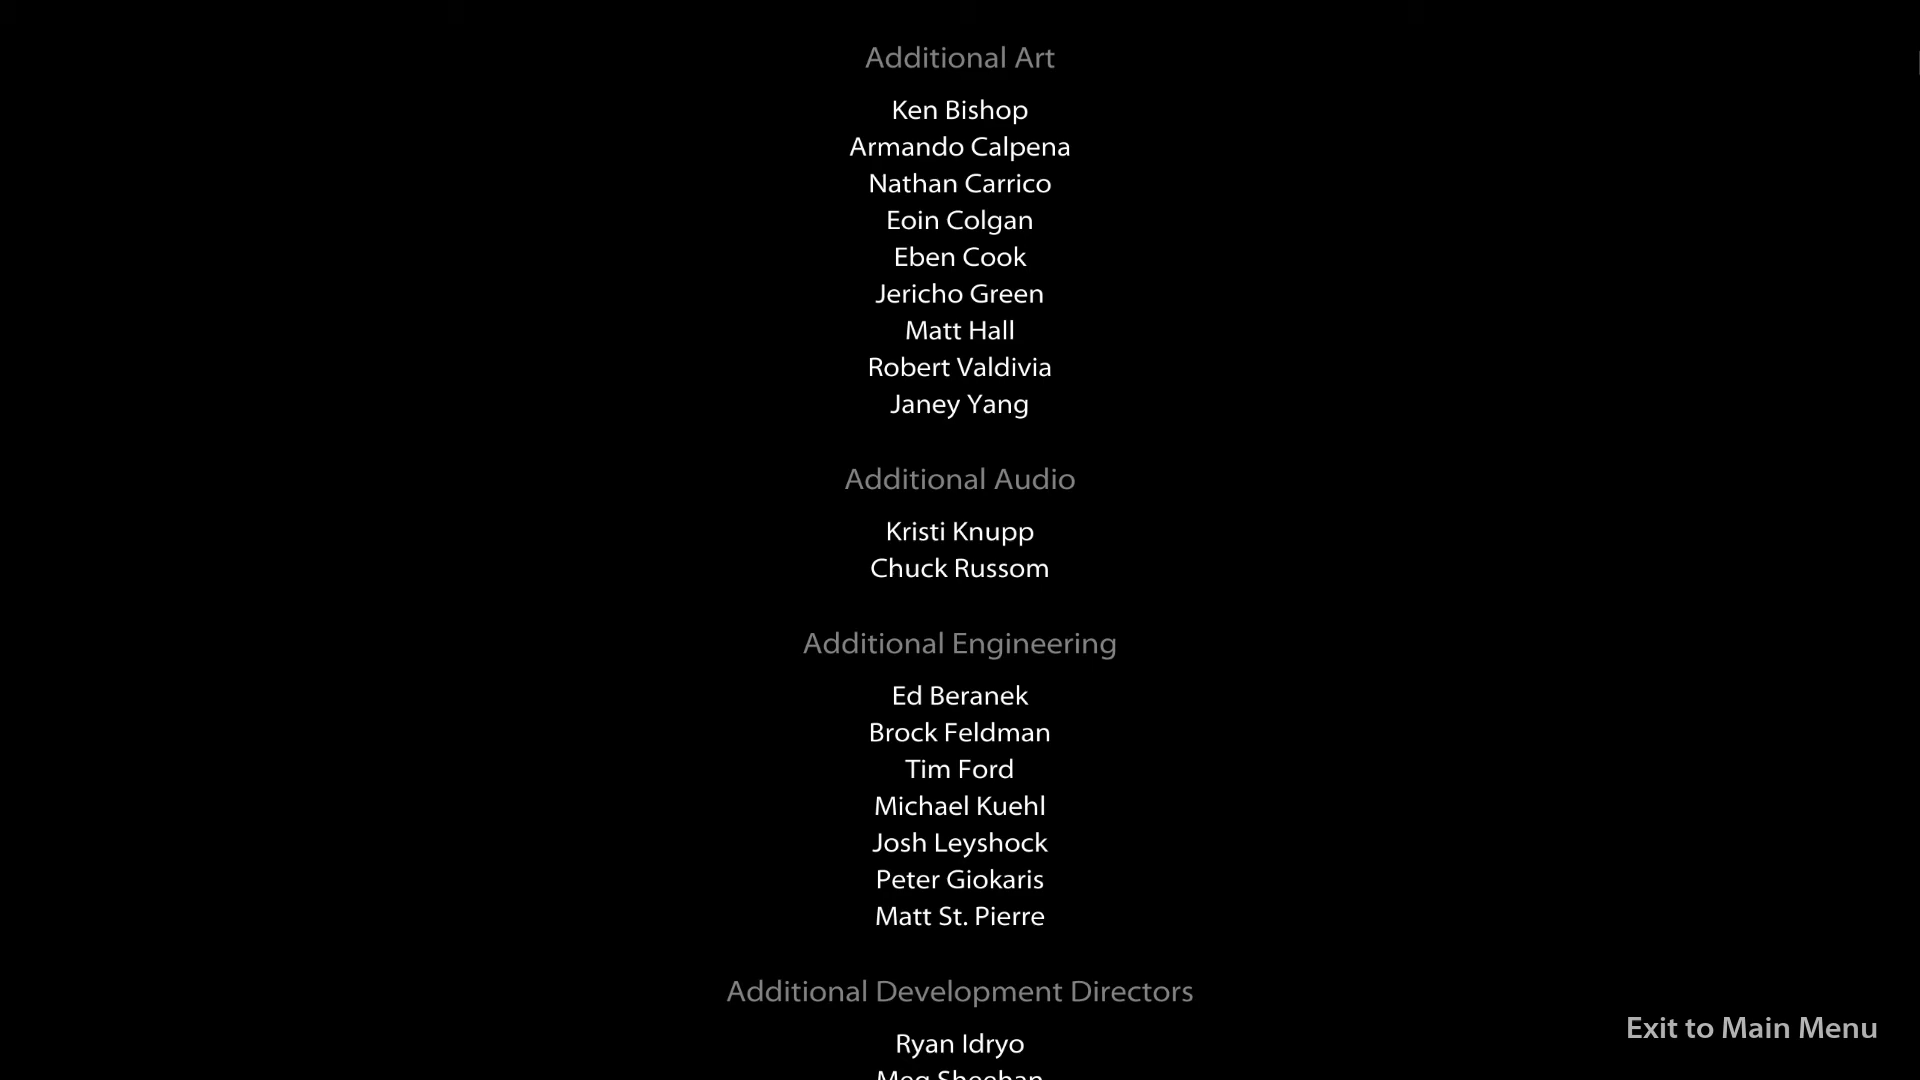 Additional Art
Ken Bishop
Armando Calpena
Nathan Carrico
Eoin Colgan
Eben Cook
Jericho Green
Matt Hall
Robert Valdivia
Janey Yang
Additional Audio
Kristi Knupp
Chuck Russom
Additional Engineering
Ed Beranek
Brock Feldman
Tim Ford
Michael Kuehl
Josh Leyshock
Peter Giokaris
Matt St. Pierre
Additional Development Directors
Exit to Main Menu
Ryan Idryo
Meg Sheehan